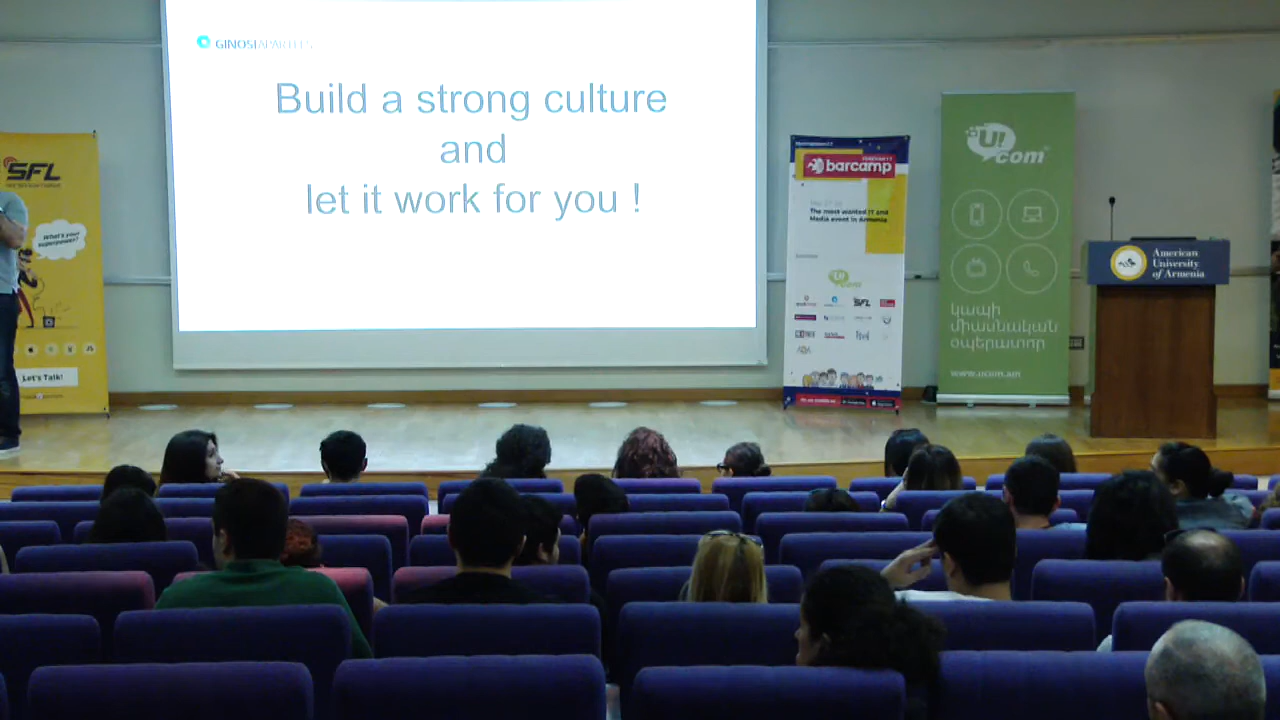 GINOSI APARTELS
Build a strong culture
and
let it work for you !
SFL
What's your
superpower?
Let's Talk!
barcamp
The most wanted IT and
Media event in Armenia
U!
com
SFL
U!
com
կապի
միասնական
օպերատոր
www.ucom.am
American
University
of Armenia